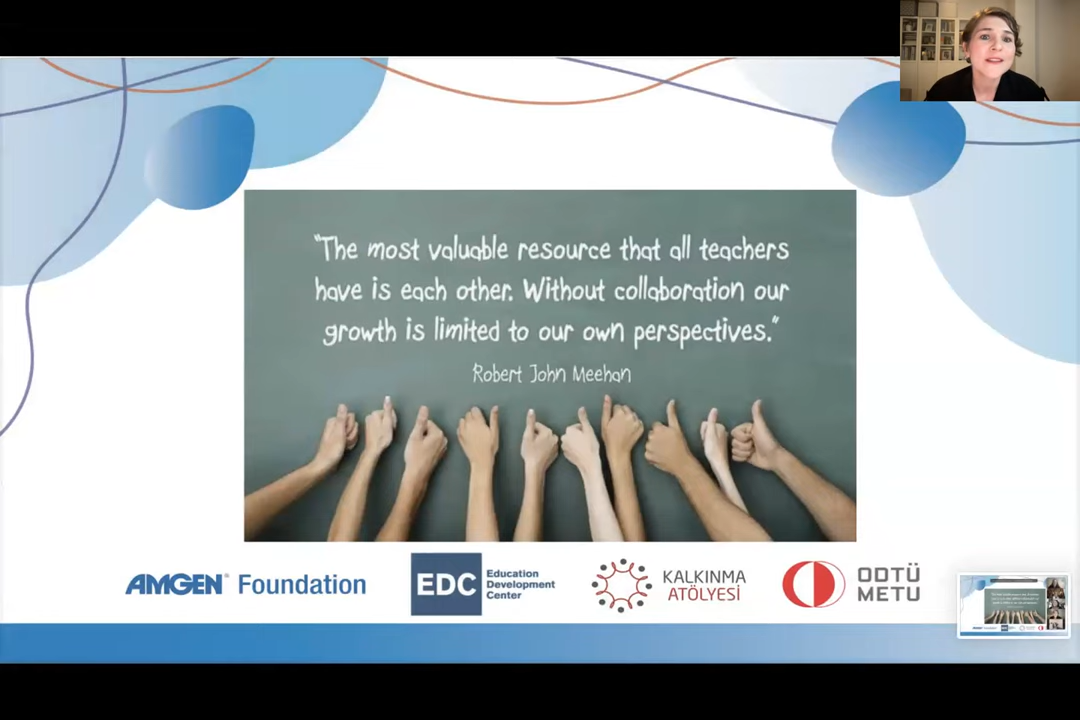 "The most valuable resource that all teachers
have is each other. Without collaboration our
growth is limited to our own perspectives."
Robert John Meehan
AMGEN® Foundation
EDC
Education
Development
Center
KALKINMA
ATÖLYESİ
ODTÜ
METU